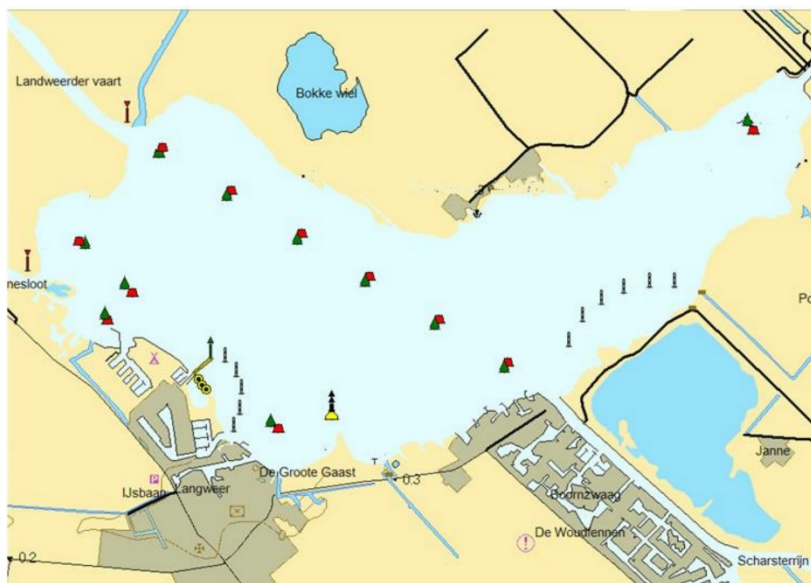 Landweerder vaart
Bokke wiel
nesloot
Po
Janne
De Groote Gaast
IJsbaan
Langweer
P
0.3
Boornzwaag
De Woudfennen
0.2
Scharsterrijn